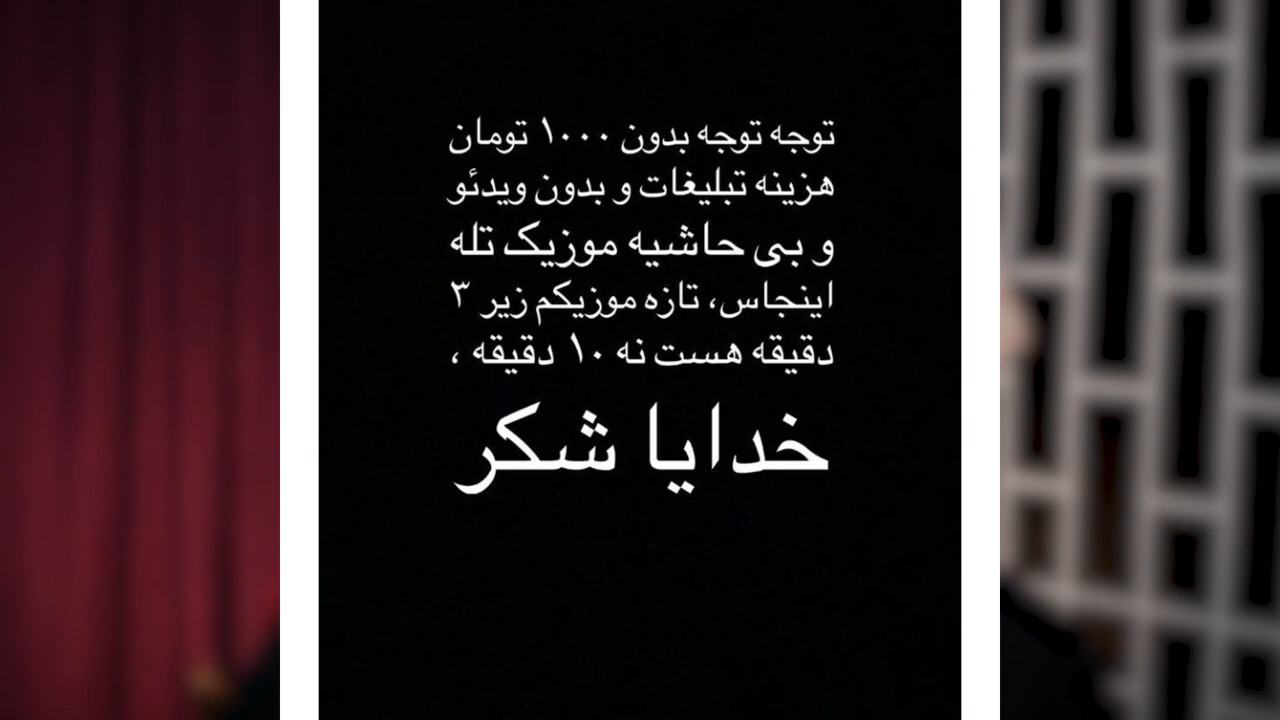 توجه توجه بدون ۱۰۰۰ تومان
هزینه تبلیغات و بدون ویدئو
و بی حاشیه موزیک تله
اینجاس، تازه موزیکم زیر ۳
دقیقه هست نه ۱۰ دقیقه ،
خدایا شکر